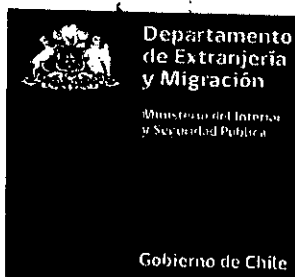 Departamento
de Extranjería
y Migración
Ministerio del Interior
y Seguridad Pública
Gobierno de Chile